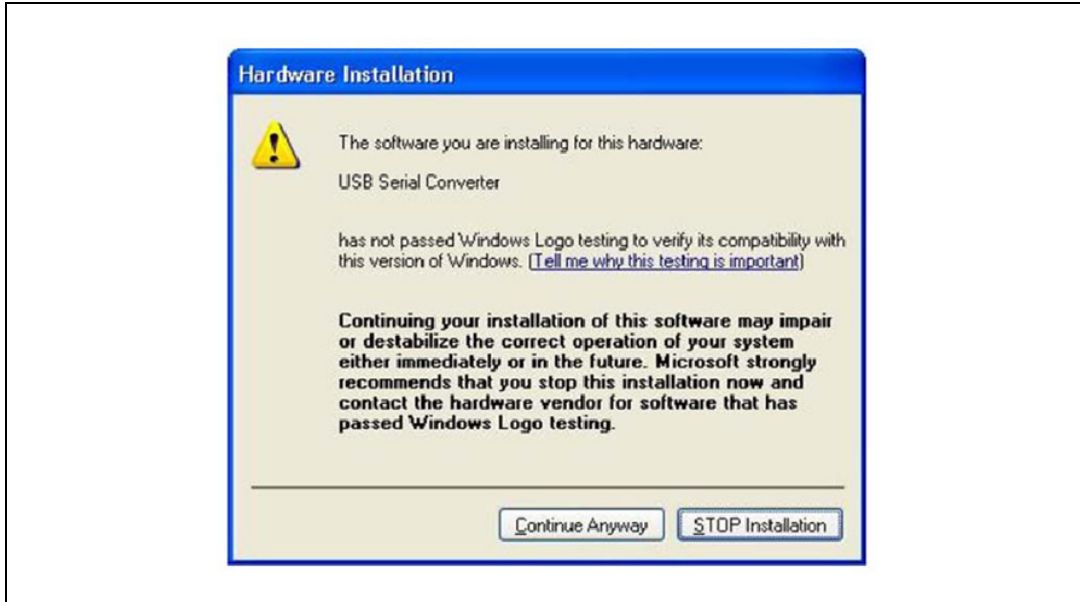 Hardware Installation
The software you are installing for this hardware:
USB Serial Converter
has not passed Windows Logo testing to verify its compatibility with
this version of Windows. (Tell me why this testing is important)
Continuing your installation of this software may impair
or destabilize the correct operation of your system
either immediately or in the future. Microsoft strongly
recommends that you stop this installation now and
contact the hardware vendor for software that has
passed Windows Logo testing.
Continue Anyway STOP Installation